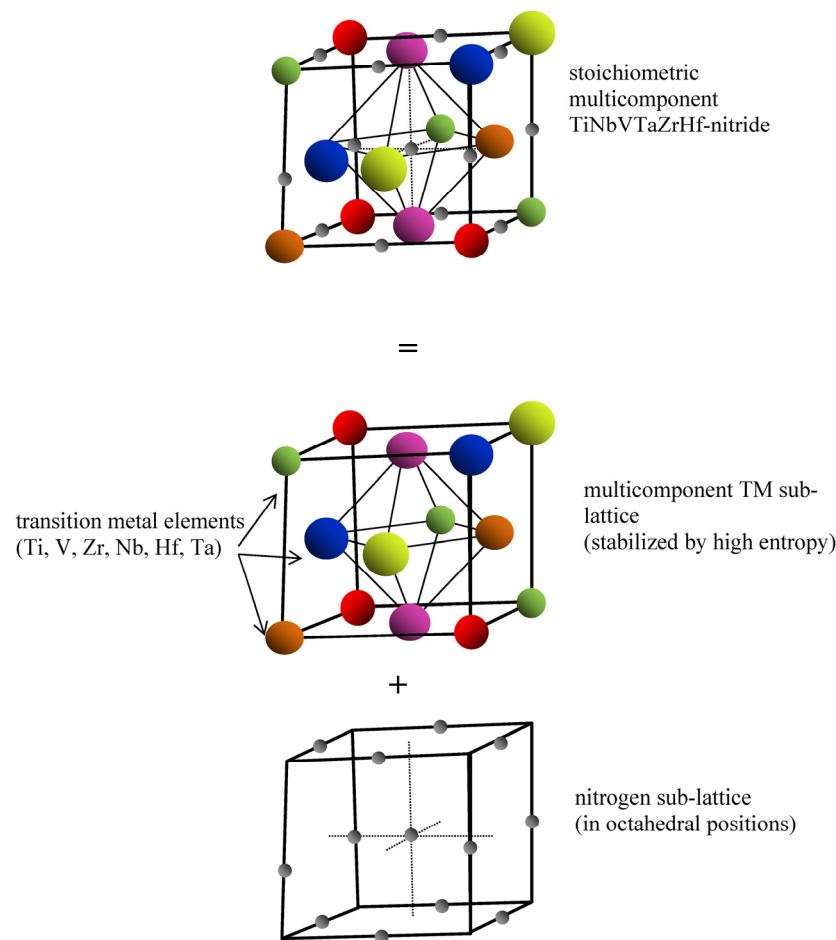 stoichiometric
multicomponent
TiNbVTaZrHf-nitride
=
transition metal elements
(Ti, V, Zr, Nb, Hf, Ta)
multicomponent TM sub-
lattice
(stabilized by high entropy)
+
nitrogen sub-lattice
(in octahedral positions)